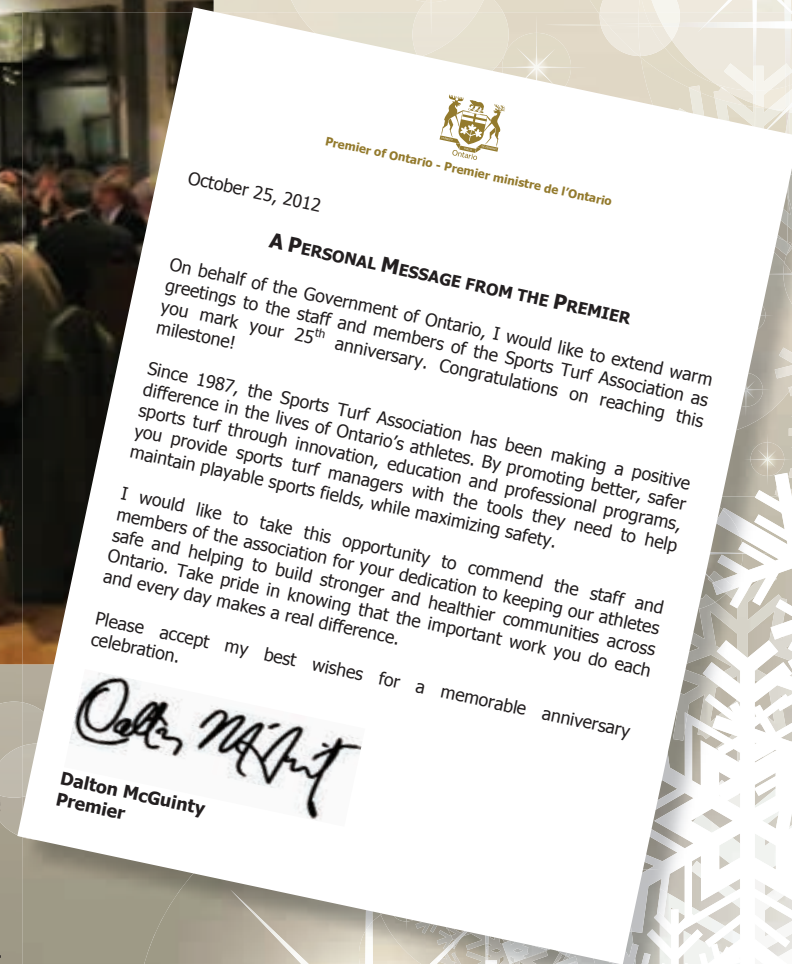 Ontario
Premier of Ontario - Premier ministre de l'Ontario
October 25, 2012
A PERSONAL MESSAGE FROM THE PREMIER
On behalf of the Government of Ontario, I would like to extend warm
greetings to the staff and members of the Sports Turf Association as
you mark your 25th anniversary. Congratulations on reaching this
milestone!
Since 1987, the Sports Turf Association has been making a positive
difference in the lives of Ontario's athletes. By promoting better, safer
sports turf through innovation, education and professional programs,
you provide sports turf managers with the tools they need to help
maintain playable sports fields, while maximizing safety.
I would like to take this opportunity to commend the staff and
members of the association for your dedication to keeping our athletes
safe and helping to build stronger and healthier communities across
Ontario. Take pride in knowing that the important work you do each
and every day makes a real difference.
Please accept my best wishes for a memorable anniversary
celebration.
Dalton McGuinty
Dalton McGuinty
Premier